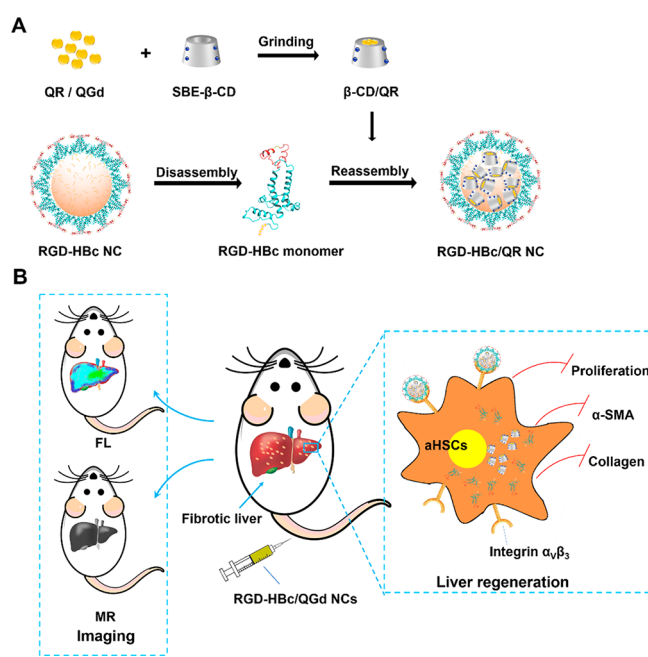 A
Grinding
+
QR / QGd
SBE-β-CD
β-CD/QR
Disassembly
Reassembly
RGD-HBc NC
RGD-HBc monomer
RGD-HBc/QR NC
B
FL
MR
Imaging
Fibrotic liver
RGD-HBc/QGd NCs
Proliferation
α-SMA
aHSCs
Collagen
Integrin αVβ3
Liver regeneration